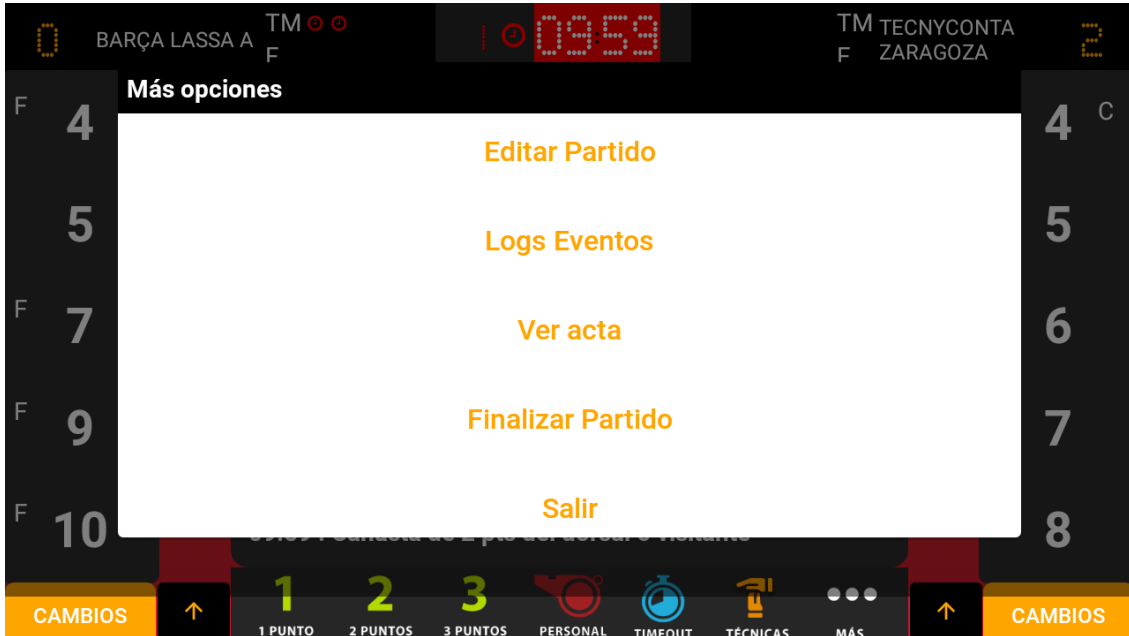 0 BARÇA LASSA A TM
F
1 09:59
TM TECNYCONTA 2
F ZARAGOZA
Más opciones
F 4
5
F 7
F 9
F 10
Editar Partido
Logs Eventos
Ver acta
Finalizar Partido
Salir
4 C
5
6
7
8
1 2 3
CAMBIOS ↑ 1 PUNTO 2 PUNTOS 3 PUNTOS PERSONAL TIMEOUT TÉCNICAS MÁS ↑ CAMBIOS